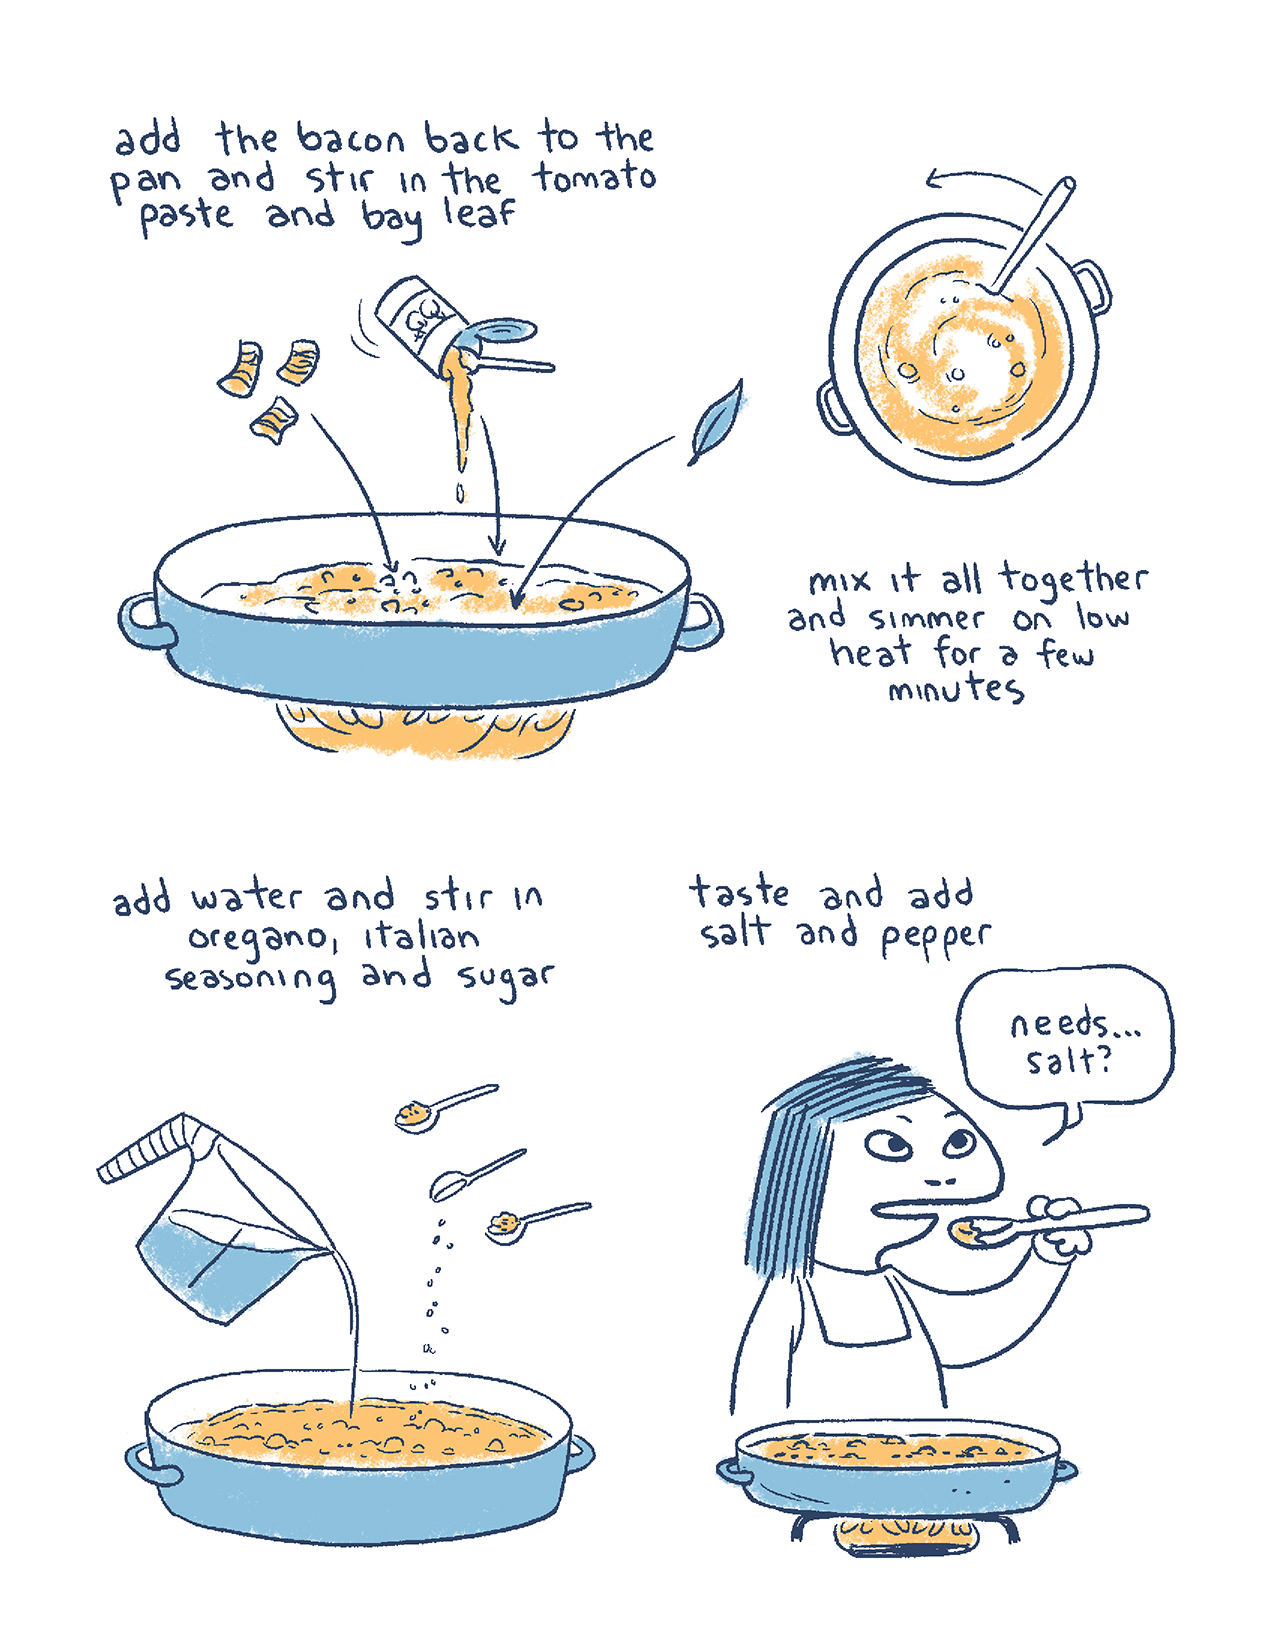 add the bacon back to the
pan and stir in the tomato
paste and bay leaf
mix it all together
and simmer on low
heat for a few
minutes
add water and stir in
oregano, italian
seasoning and sugar
taste and add
salt and pepper
needs...
salt?